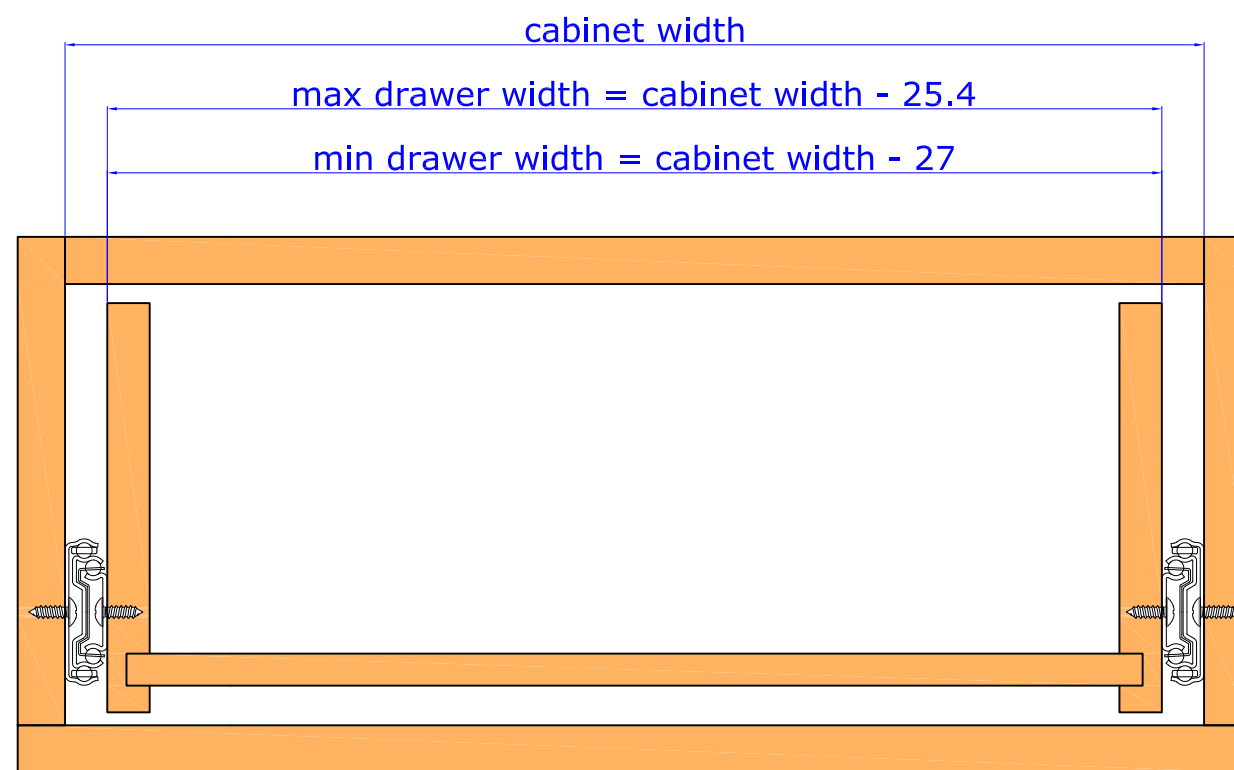 cabinet width
max drawer width = cabinet width - 25.4
min drawer width = cabinet width - 27